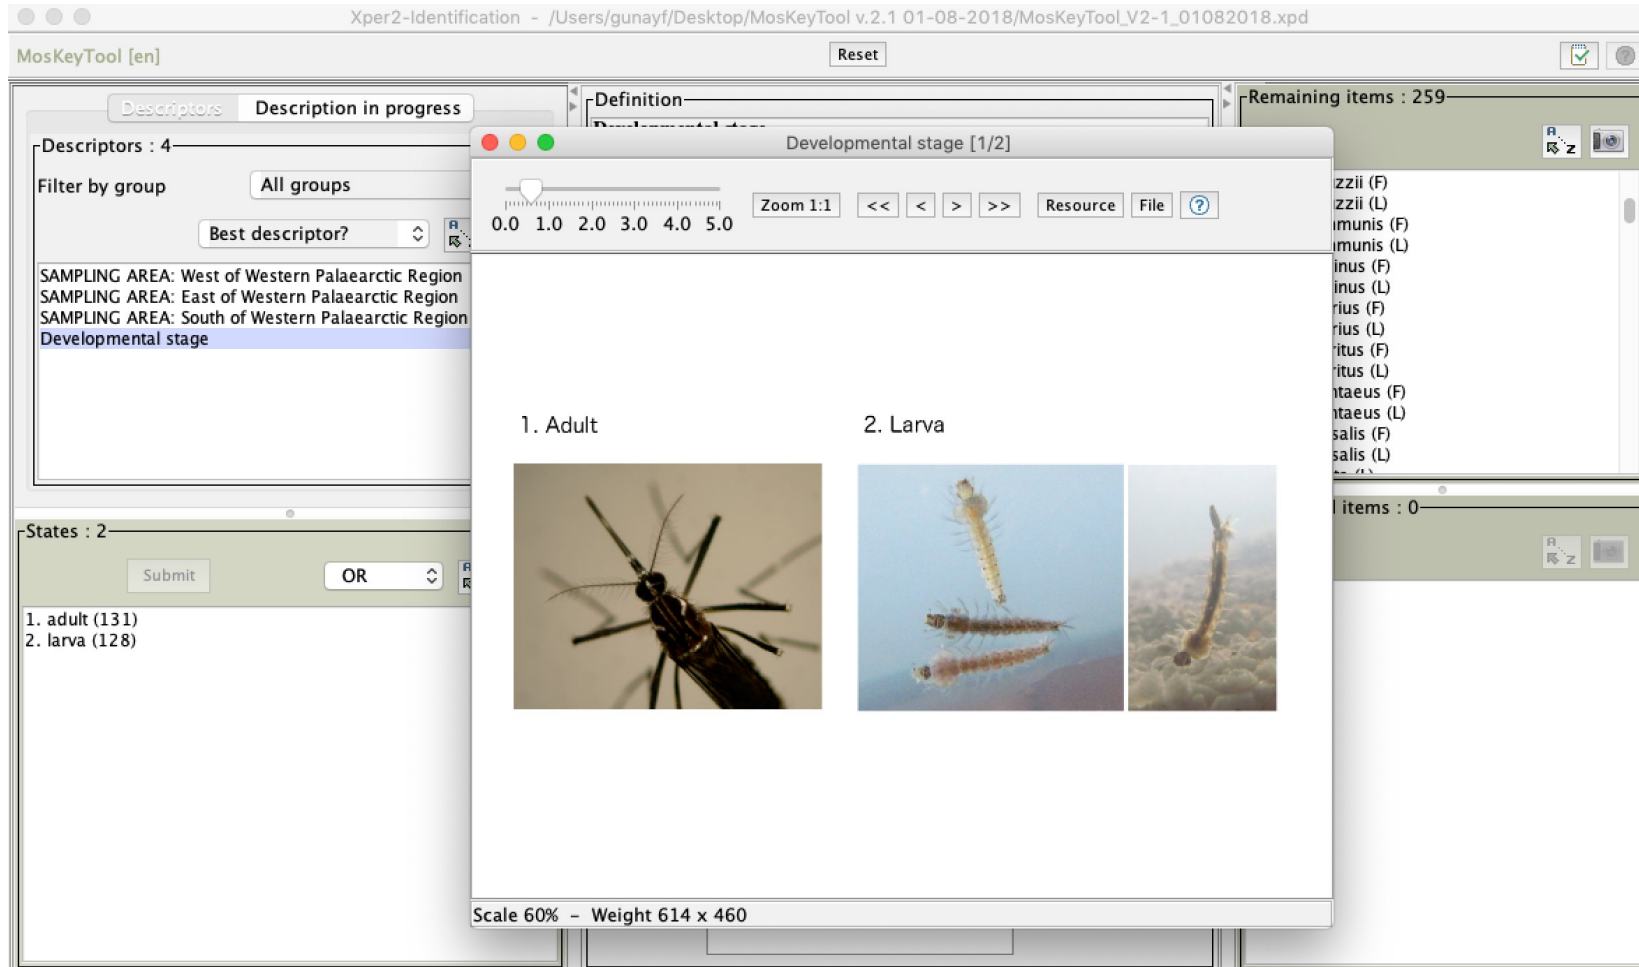 Xper2-Identification - /Users/gunayf/Desktop/MosKeyTool v.2.1 01-08-2018/MosKeyTool_V2-1_01082018.xpd
MosKeyTool [en]
Reset
Descriptors
Description in progress
Descriptors : 4
Filter by group
All groups
Best descriptor?
SAMPLING AREA: West of Western Palaearctic Region
SAMPLING AREA: East of Western Palaearctic Region
SAMPLING AREA: South of Western Palaearctic Region
Developmental stage
States : 2
Submit
OR
1. adult (131)
2. larva (128)
Definition
Developmental stage [1/2]
0.0 1.0 2.0 3.0 4.0 5.0
Zoom 1:1
<<
<
>
>>
Resource
File
?
1. Adult
2. Larva
Scale 60% - Weight 614 x 460
Remaining items : 259
A
Z
zzii (F)
zzii (L)
munis (F)
munis (L)
inus (F)
inus (L)
rius (F)
rius (L)
ritus (F)
ritus (L)
ntaeus (F)
ntaeus (L)
salis (F)
salis (L)
items : 0
A
Z